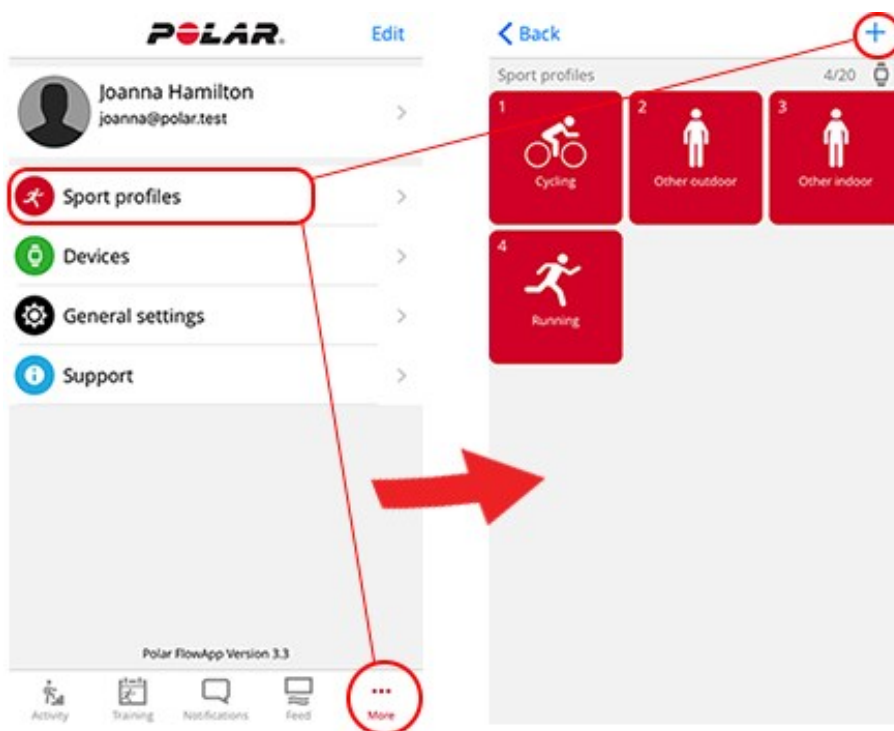 POLAR.
Edit
Joanna Hamilton
joanna@polar.test
Sport profiles
Devices
General settings
Support
Polar FlowApp Version 3.3
Activity
Training
Notifications
Feed
More
Back
+
Sport profiles
4/20
1
Cycling
2
Other outdoor
3
Other indoor
4
Running